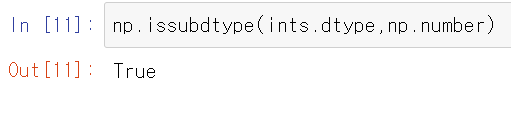 In [11]: np.issubdtype(ints.dtype,np.number)
Out[11]: True